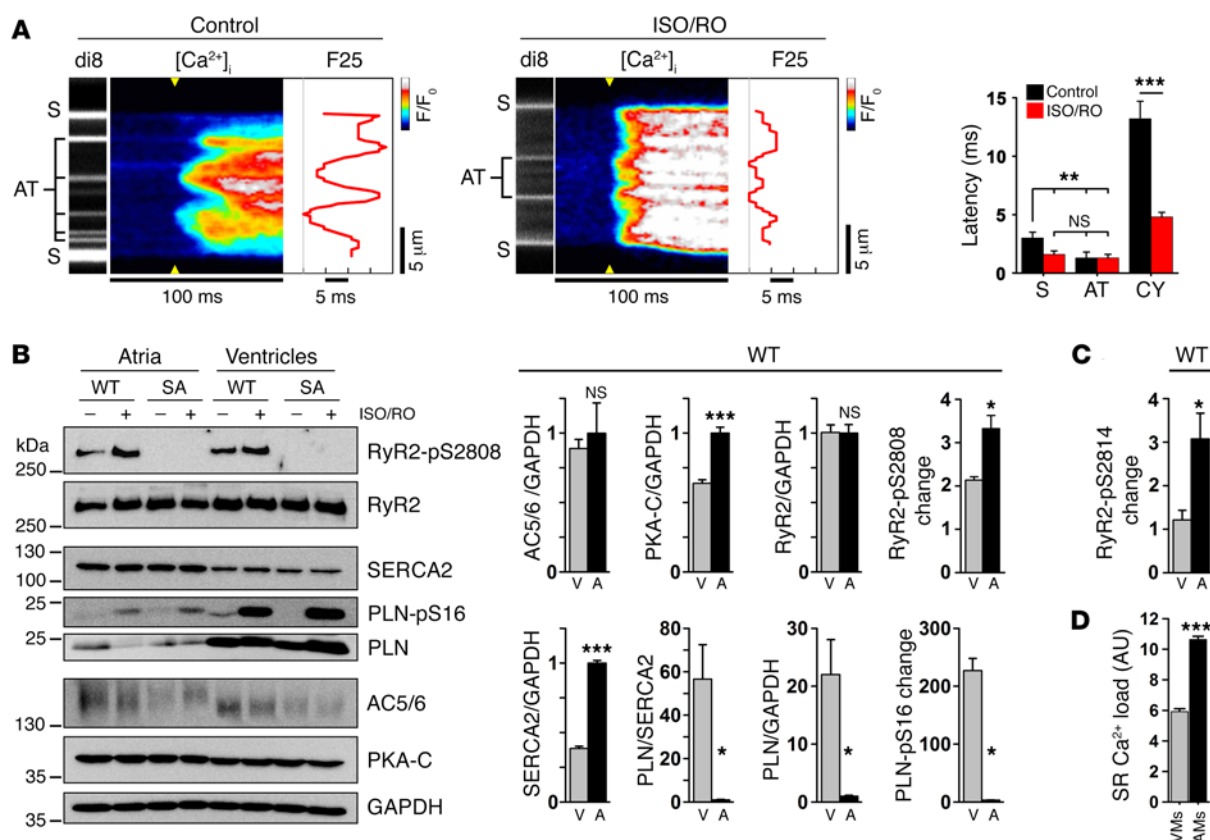 A
Control
ISO/RO
di8
[Ca²⁺]ᵢ
F25
di8
[Ca²⁺]ᵢ
F25
S
AT
S
F/F₀
5 μm
100 ms
5 ms
S
AT
S
F/F₀
5 μm
100 ms
5 ms
Latency (ms)
15
10
5
0
Control
ISO/RO
***
**
NS
S
AT
CY
B
Atria
Ventricles
WT
SA
WT
SA
– + – + – + – +
ISO/RO
kDa
250
RyR2-pS2808
250
RyR2
130
100
SERCA2
25
PLN-pS16
25
PLN
130
AC5/6
35
PKA-C
35
GAPDH
WT
AC5/6/GAPDH
1
0
NS
V A
PKA-C/GAPDH
1
0
***
V A
RyR2/GAPDH
1
0
NS
V A
RyR2-pS2808
change
4
3
2
1
0
*
V A
SERCA2/GAPDH
1
0
***
V A
PLN/SERCA2
80
60
40
20
0
*
V A
PLN/GAPDH
30
20
10
0
*
V A
PLN-pS16 change
300
200
100
0
*
V A
C
WT
RyR2-pS2814
change
4
3
2
1
0
*
V A
D
SR Ca²⁺ load (AU)
12
10
8
6
4
2
0
***
VMs
AMs